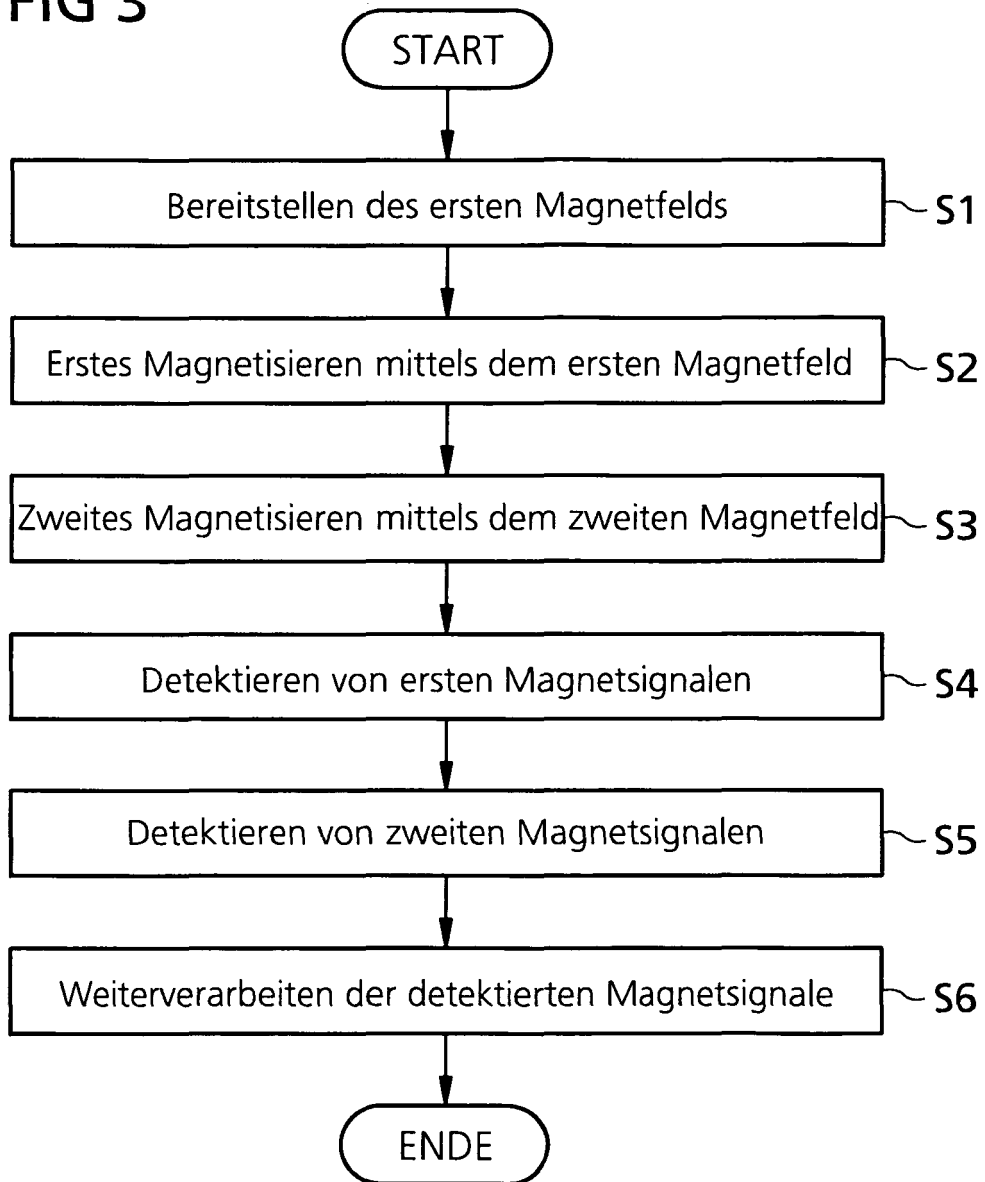 FIG 3
START
Bereitstellen des ersten Magnetfelds
S1
Erstes Magnetisieren mittels dem ersten Magnetfeld
S2
Zweites Magnetisieren mittels dem zweiten Magnetfeld
S3
Detektieren von ersten Magnetsignalen
S4
Detektieren von zweiten Magnetsignalen
S5
Weiterverarbeiten der detektierten Magnetsignale
S6
ENDE